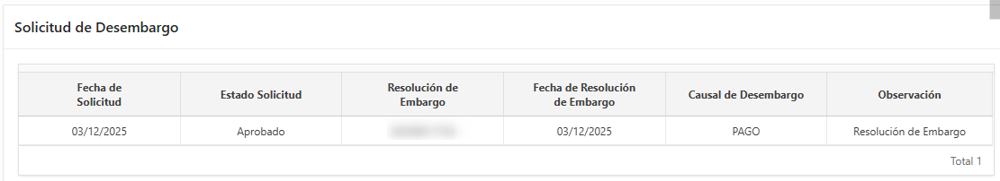 Solicitud de Desembargo
Fecha de
Solicitud
Estado Solicitud
Resolución de
Embargo
Fecha de Resolución
de Embargo
Causal de Desembargo
Observación
03/12/2025
Aprobado
03/12/2025
PAGO
Resolución de Embargo
Total 1